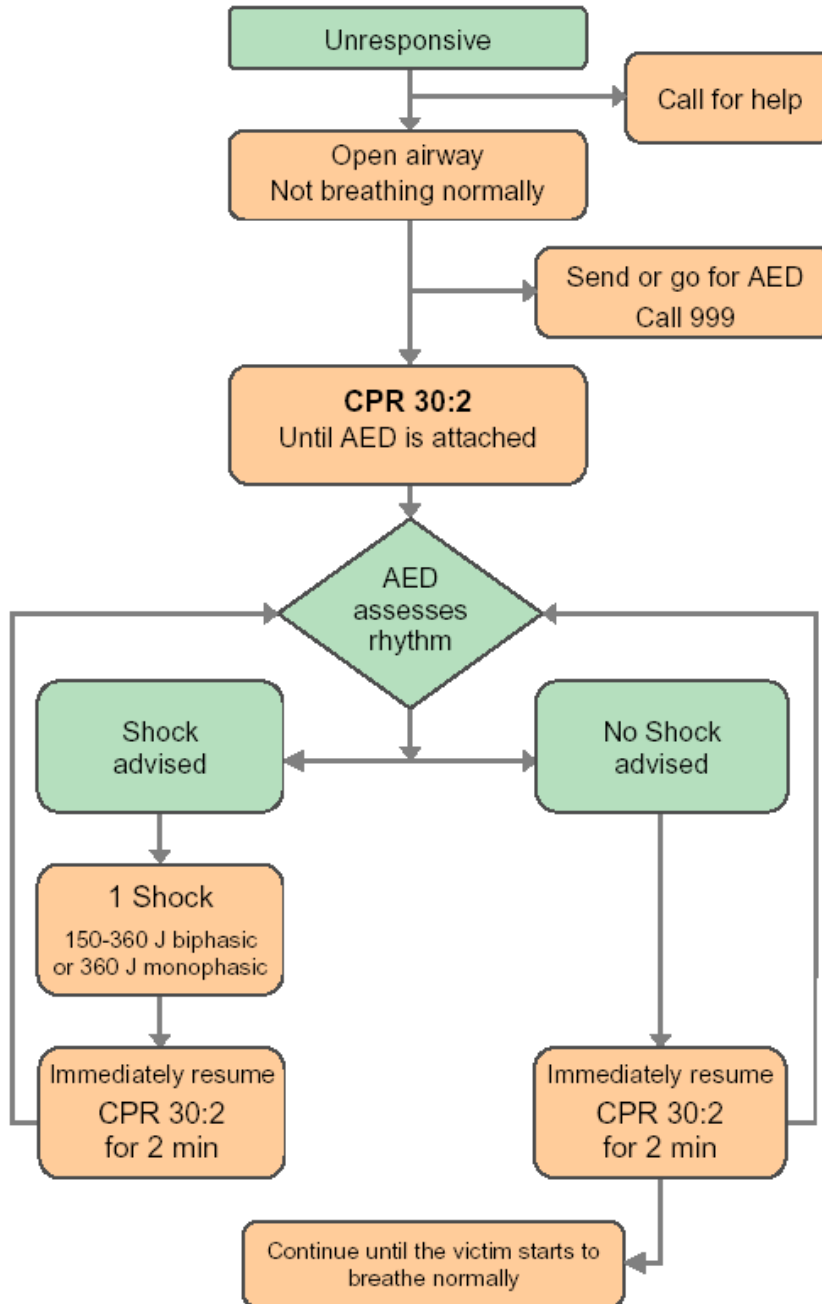 Unresponsive
Call for help
Open airway
Not breathing normally
Send or go for AED
Call 999
CPR 30:2
Until AED is attached
AED
assesses
rhythm
Shock
advised
No Shock
advised
1 Shock
150-360 J biphasic
or 360 J monophasic
Immediately resume
CPR 30:2
for 2 min
Immediately resume
CPR 30:2
for 2 min
Continue until the victim starts to
breathe normally